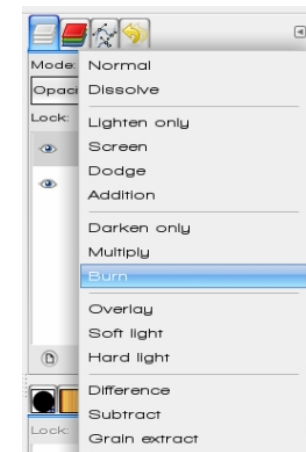 Mode:
Normal
Opaci
Dissolve
Lock:
Lighten only
Screen
Dodge
Addition
Darken only
Multiply
Burn
Overlay
Soft light
Hard light
Difference
Subtract
Lock:
Grain extract